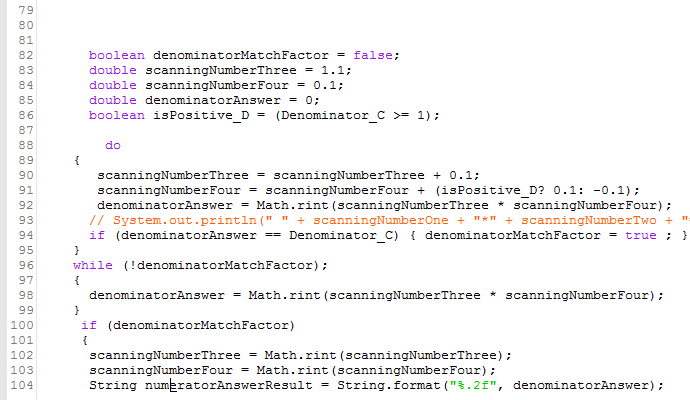 79
80
81
82 boolean denominatorMatchFactor = false;
83 double scanningNumberThree = 1.1;
84 double scanningNumberFour = 0.1;
85 double denominatorAnswer = 0;
86 boolean isPositive_D = (Denominator_C >= 1);
87
88 do
89 {
90 scanningNumberThree = scanningNumberThree + 0.1;
91 scanningNumberFour = scanningNumberFour + (isPositive_D? 0.1: -0.1);
92 denominatorAnswer = Math.rint(scanningNumberThree * scanningNumberFour);
93 // System.out.println(" " + scanningNumberOne + "*" + scanningNumberTwo + "
94 if (denominatorAnswer == Denominator_C) { denominatorMatchFactor = true ; }
95 }
96 while (!denominatorMatchFactor);
97 {
98 denominatorAnswer = Math.rint(scanningNumberThree * scanningNumberFour);
99 }
100 if (denominatorMatchFactor)
101 {
102 scanningNumberThree = Math.rint(scanningNumberThree);
103 scanningNumberFour = Math.rint(scanningNumberFour);
104 String numeratorAnswerResult = String.format("%.2f", denominatorAnswer);